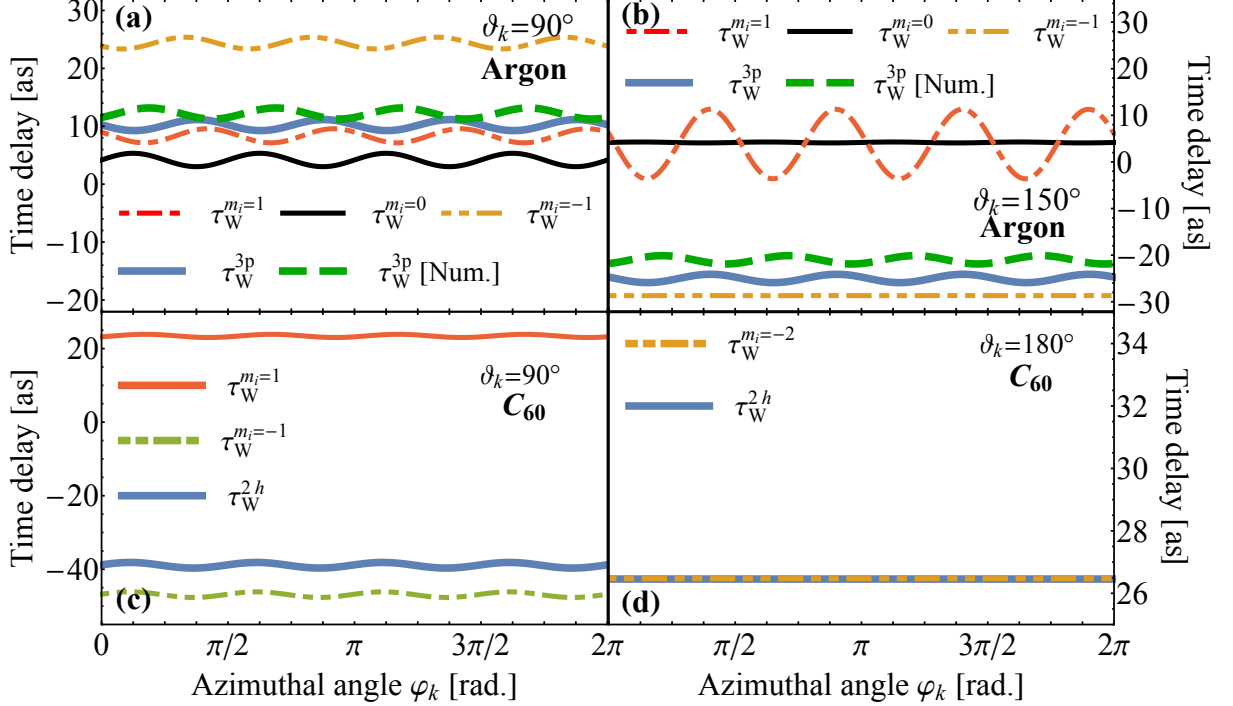 (a)
ϑk=90°
Argon
τW^{mi=1} τW^{mi=0} τW^{mi=−1}
τW^{3p} τW^{3p} [Num.]
30
20
10
0
−10
−20
Time delay [as]
(b)
τW^{mi=1} τW^{mi=0} τW^{mi=−1}
τW^{3p} τW^{3p} [Num.]
ϑk=150°
Argon
30
20
10
0
−10
−20
−30
Time delay [as]
20
0
−20
−40
Time delay [as]
τW^{mi=1}
τW^{mi=−1}
τW^{2h}
ϑk=90°
C60
(c)
0 π/2 π 3π/2 2π
Azimuthal angle φk [rad.]
τW^{mi=−2}
τW^{2h}
ϑk=180°
C60
(d)
34
32
30
28
26
Time delay [as]
π/2 π 3π/2 2π
Azimuthal angle φk [rad.]